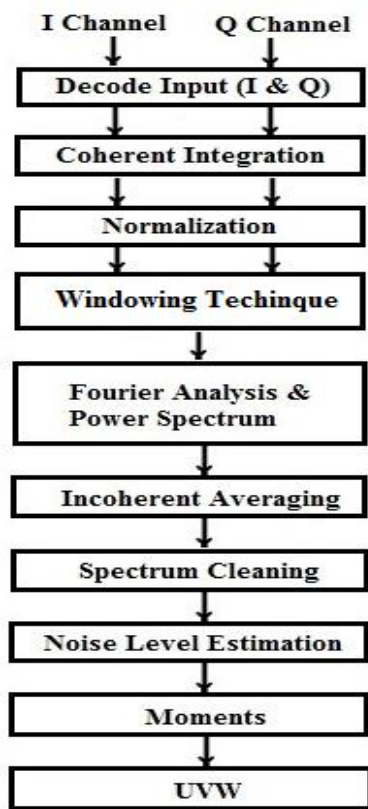 I Channel Q Channel
Decode Input (I & Q)
Coherent Integration
Normalization
Windowing Techinque
Fourier Analysis &
Power Spectrum
Incoherent Averaging
Spectrum Cleaning
Noise Level Estimation
Moments
UVW